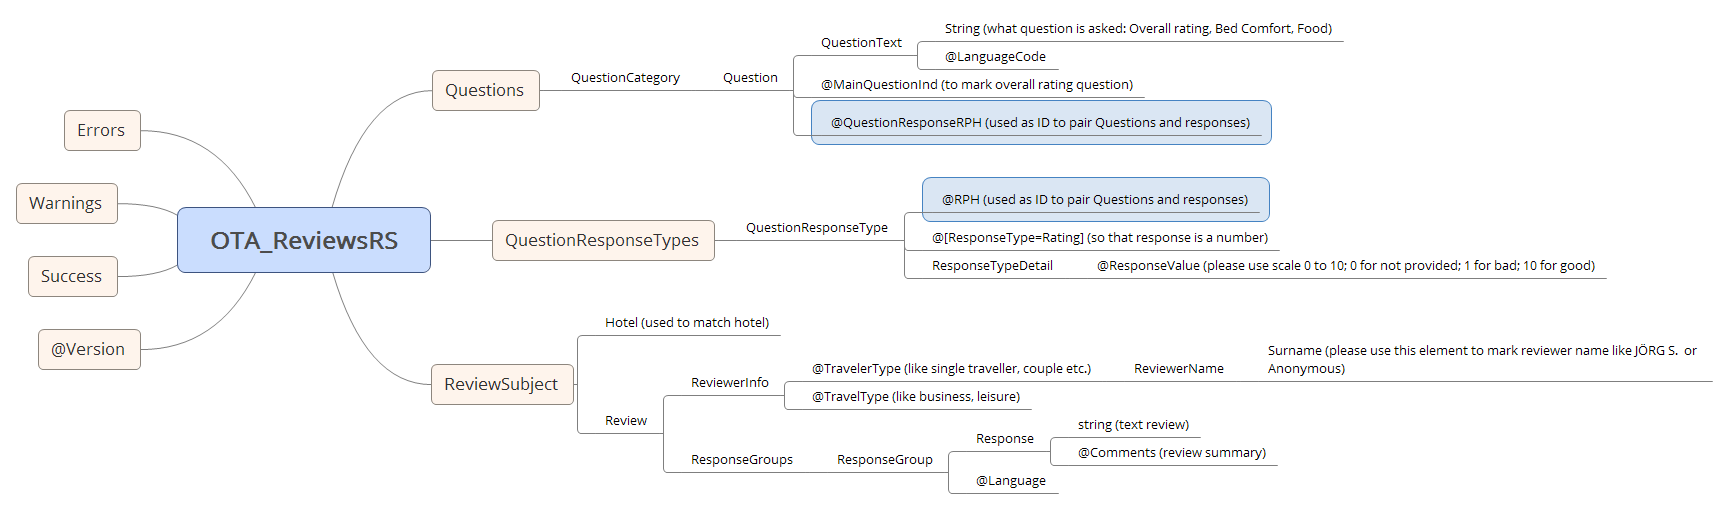 Errors
Warnings
Success
@Version
OTA_ReviewsRS
Questions
QuestionCategory
Question
QuestionText
String (what question is asked: Overall rating, Bed Comfort, Food)
@LanguageCode
@MainQuestionInd (to mark overall rating question)
@QuestionResponseRPH (used as ID to pair Questions and responses)
QuestionResponseTypes
QuestionResponseType
@RPH (used as ID to pair Questions and responses)
@[ResponseType=Rating] (so that response is a number)
ResponseTypeDetail
@ResponseValue (please use scale 0 to 10; 0 for not provided; 1 for bad; 10 for good)
ReviewSubject
Hotel (used to match hotel)
Review
ReviewerInfo
@TravelerType (like single traveller, couple etc.)
ReviewerName
Surname (please use this element to mark reviewer name like JÖRG S. or
Anonymous)
@TravelType (like business, leisure)
ResponseGroups
ResponseGroup
Response
string (text review)
@Comments (review summary)
@Language